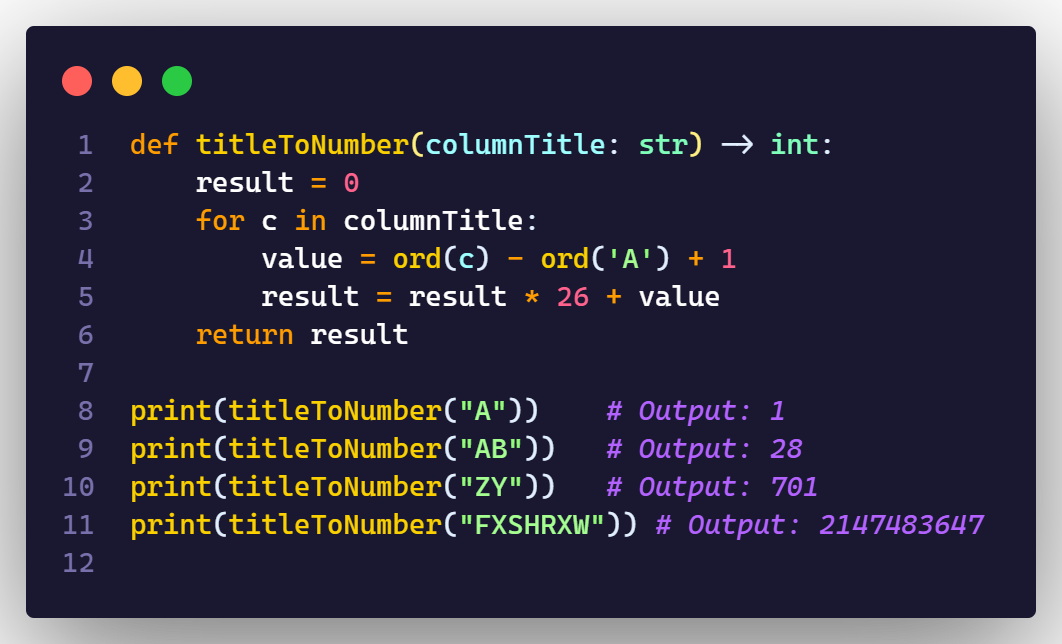 1 def titleToNumber(columnTitle: str) -> int:
2     result = 0
3     for c in columnTitle:
4         value = ord(c) - ord('A') + 1
5         result = result * 26 + value
6     return result
7
8 print(titleToNumber("A"))    # Output: 1
9 print(titleToNumber("AB"))   # Output: 28
10 print(titleToNumber("ZY"))   # Output: 701
11 print(titleToNumber("FXSHRXW")) # Output: 2147483647
12